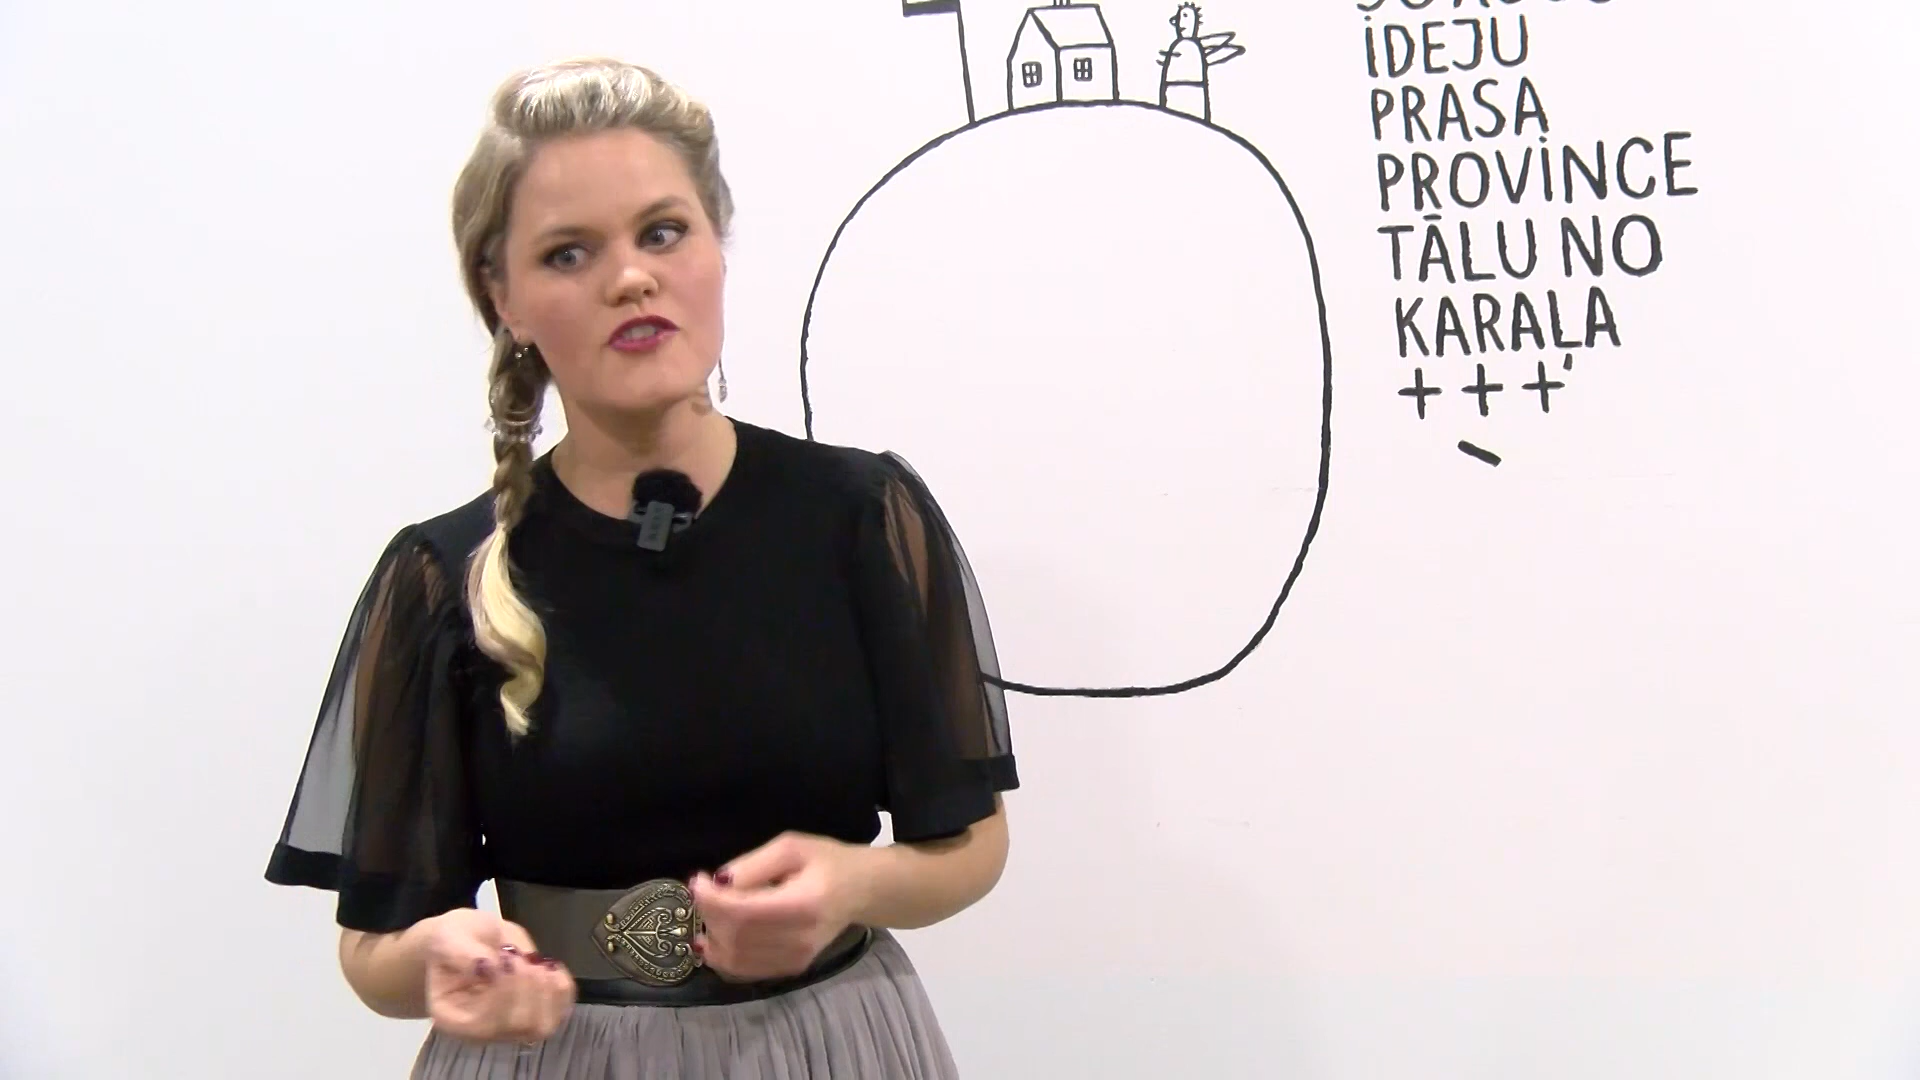 IDEJU
PRASA
PROVINCE
TĀLU NO
KARAĻA
+ + +